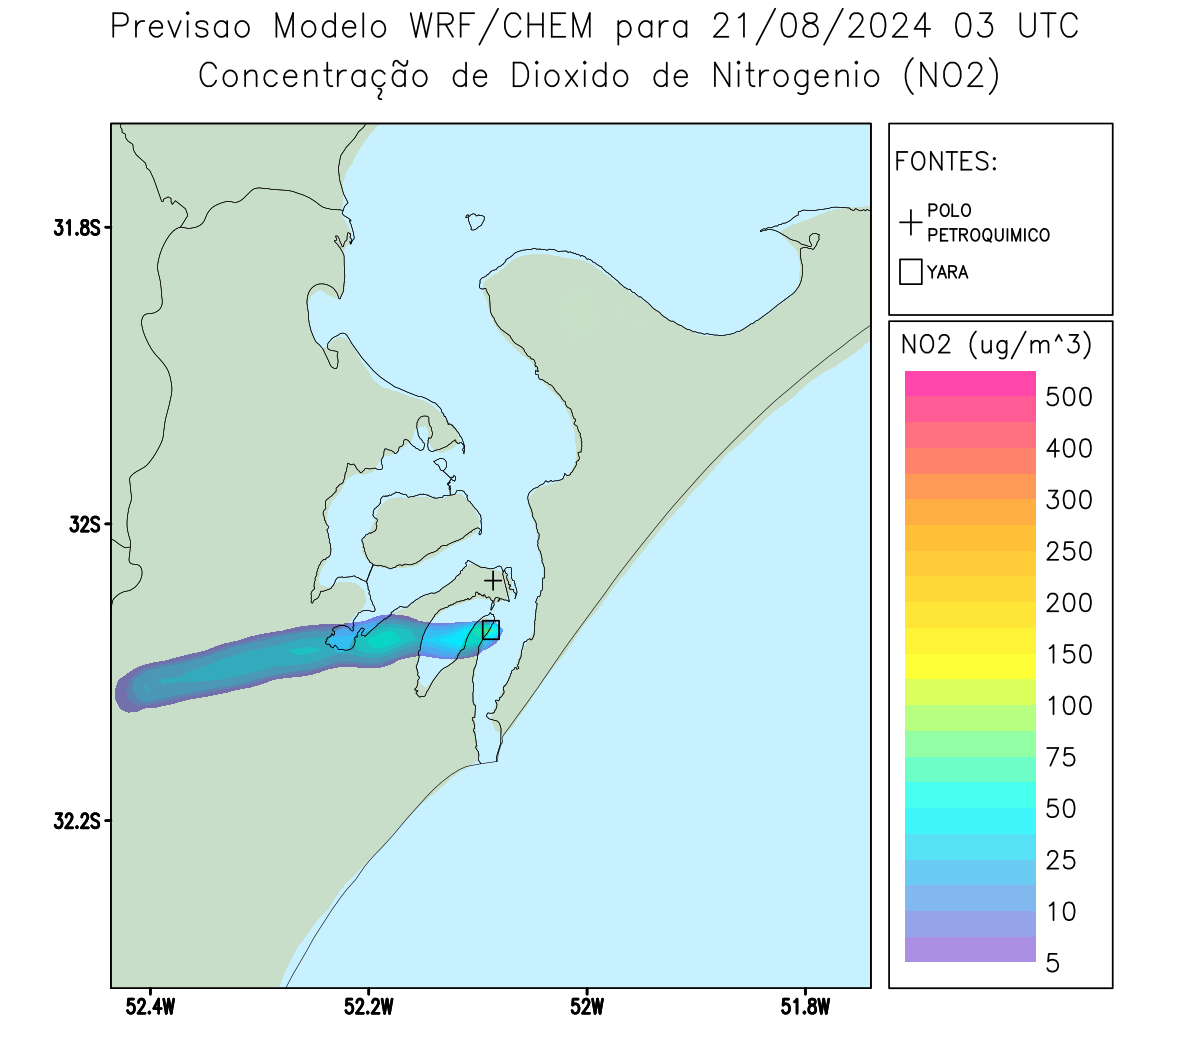 Previsao Modelo WRF/CHEM para 21/08/2024 03 UTC
Concentração de Dioxido de Nitrogenio (NO2)
FONTES:
POLO
PETROQUIMICO
YARA
31.8S
32S
32.2S
52.4W
52.2W
52W
51.8W
NO2 (ug/m^3)
500
400
300
250
200
150
100
75
50
25
10
5